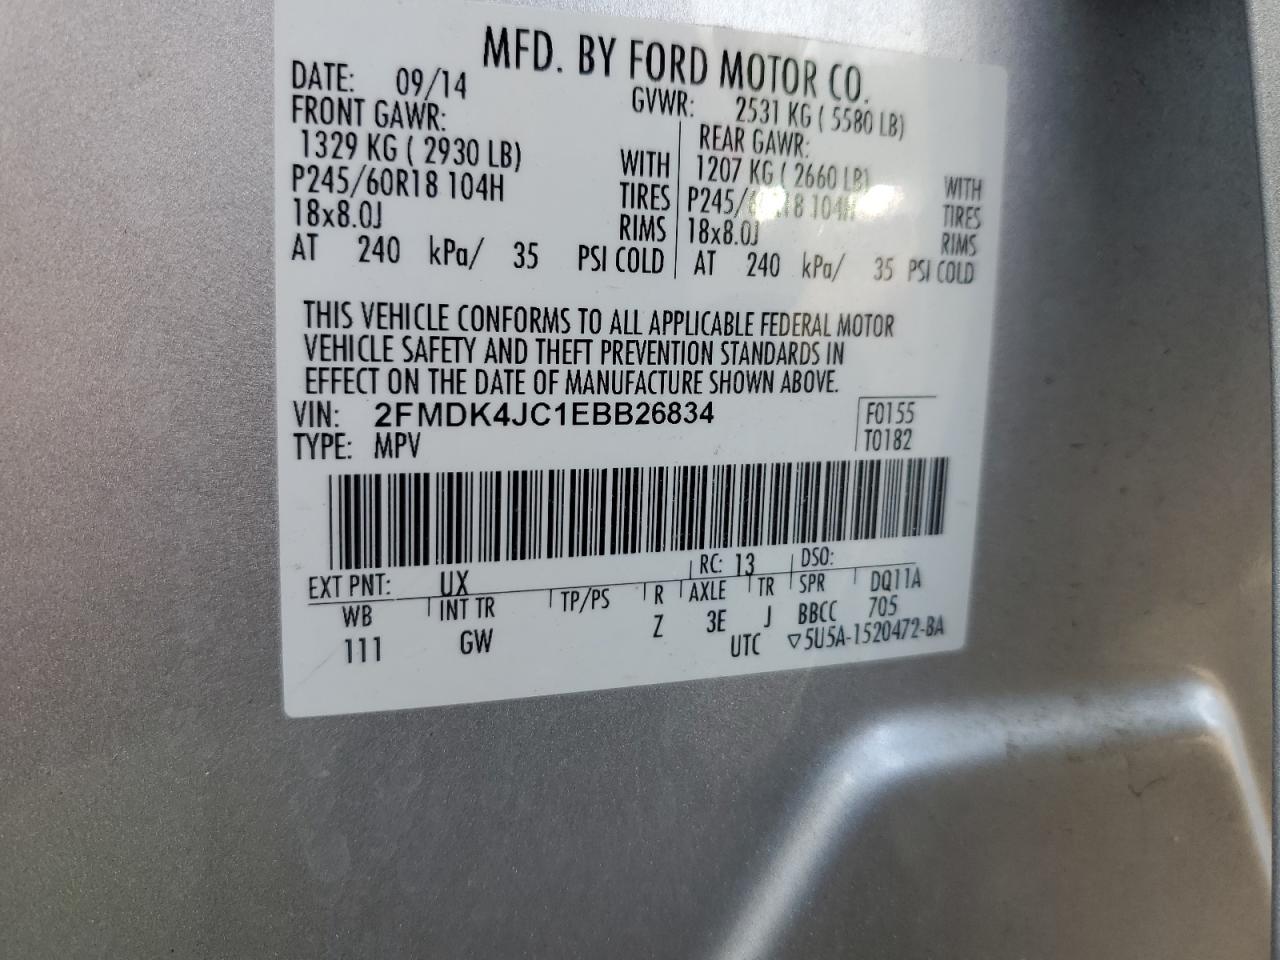 MFD. BY FORD MOTOR CO.
DATE: 09/14 GVWR: 2531 KG ( 5580 LB)
FRONT GAWR: REAR GAWR:
1329 KG ( 2930 LB) WITH 1207 KG ( 2660 LB) WITH
P245/60R18 104H TIRES P245/60R18 104H TIRES
18x8.0J RIMS 18x8.0J RIMS
AT 240 kPa/ 35 PSI COLD AT 240 kPa/ 35 PSI COLD
THIS VEHICLE CONFORMS TO ALL APPLICABLE FEDERAL MOTOR
VEHICLE SAFETY AND THEFT PREVENTION STANDARDS IN
EFFECT ON THE DATE OF MANUFACTURE SHOWN ABOVE.
VIN: 2FMDK4JC1EBB26834 F0155
TYPE: MPV T0182
EXT PNT: UX RC: 13 DSO:
WB INT TR TP/PS R AXLE TR SPR DQ11A
111 GW Z 3E J BBCC 705
UTC ▽5U5A-1520472-BA